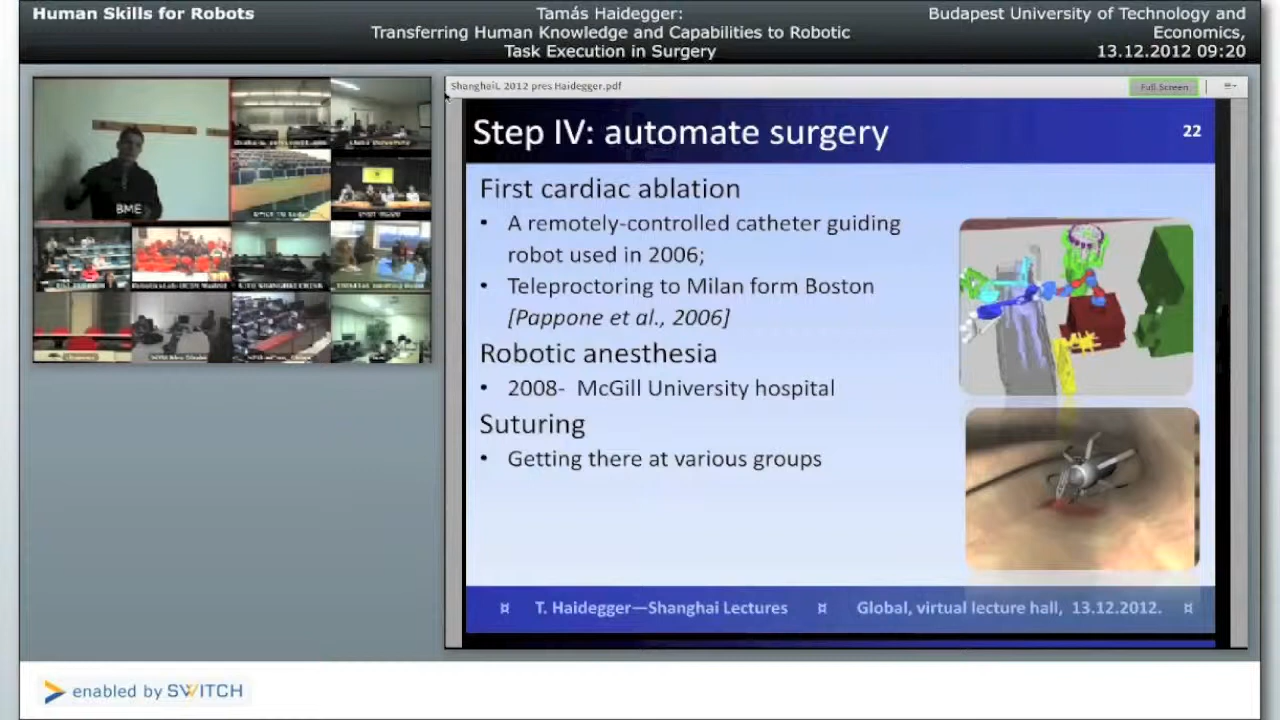 Human Skills for Robots
Tamás Haidegger:
Transferring Human Knowledge and Capabilities to Robotic
Task Execution in Surgery
Budapest University of Technology and
Economics,
13.12.2012 09:20
BME
ShanghaiL 2012 pres Haidegger.pdf
Full Screen
Step IV: automate surgery
22
First cardiac ablation
• A remotely-controlled catheter guiding
robot used in 2006;
• Teleproctoring to Milan form Boston
[Pappone et al., 2006]
Robotic anesthesia
• 2008- McGill University hospital
Suturing
• Getting there at various groups
¤ T. Haidegger—Shanghai Lectures ¤ Global, virtual lecture hall, 13.12.2012. ¤
enabled by SWITCH